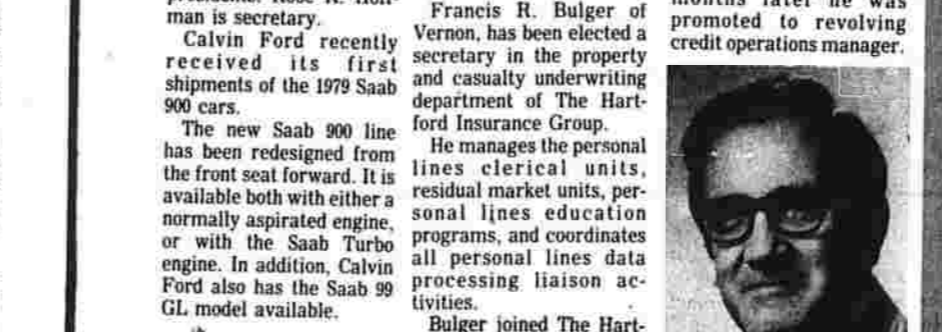 man is secretary.
Calvin Ford recently
received its first
shipments of the 1979 Saab
900 cars.
The new Saab 900 line
has been redesigned from
the front seat forward. It is
available both with either a
normally aspirated engine,
or with the Saab Turbo
engine. In addition, Calvin
Ford also has the Saab 99
GL model available.
Francis R. Bulger of
Vernon, has been elected a
secretary in the property
and casualty underwriting
department of The Hart-
ford Insurance Group.
He manages the personal
lines clerical units,
residual market units, per-
sonal lines education
programs, and coordinates
all personal lines data
processing liaison ac-
tivities.
Bulger joined The Hart-
months later he was
promoted to revolving
credit operations manager.